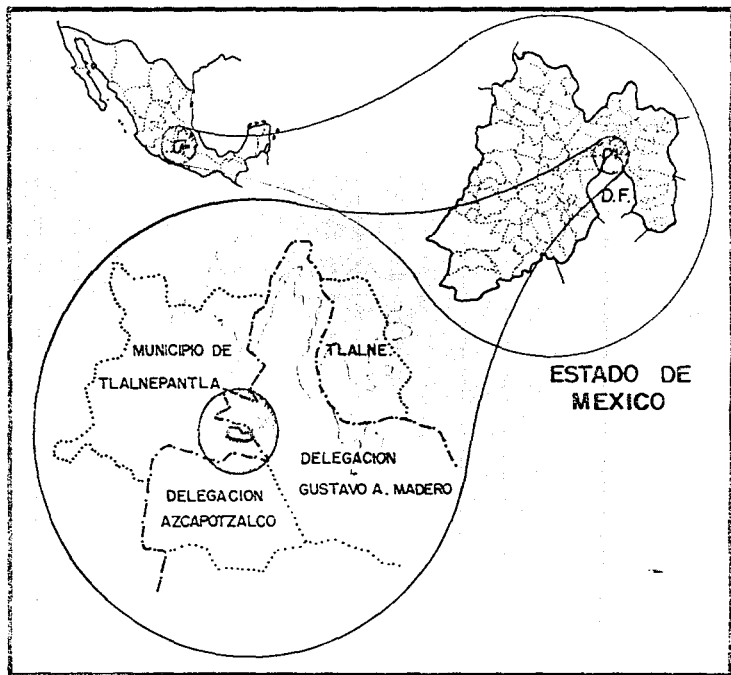 D.F.
ESTADO DE
MEXICO
MUNICIPIO DE
TLALNEPANTLA
TLALNE.
DELEGACION
GUSTAVO A. MADERO
DELEGACION
AZCAPOTZALCO